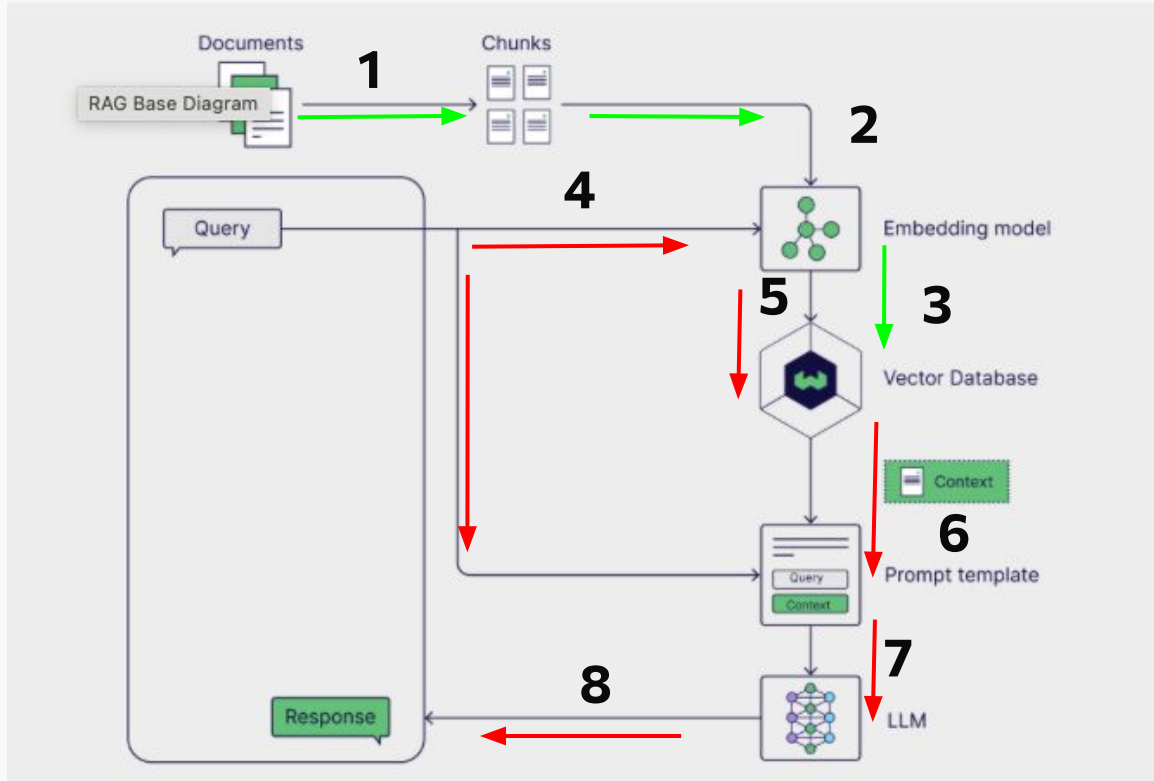 Documents
Chunks
1
RAG Base Diagram
2
4
Query
Embedding model
5
3
Vector Database
Context
6
Prompt template
Query
Context
7
8
Response
LLM